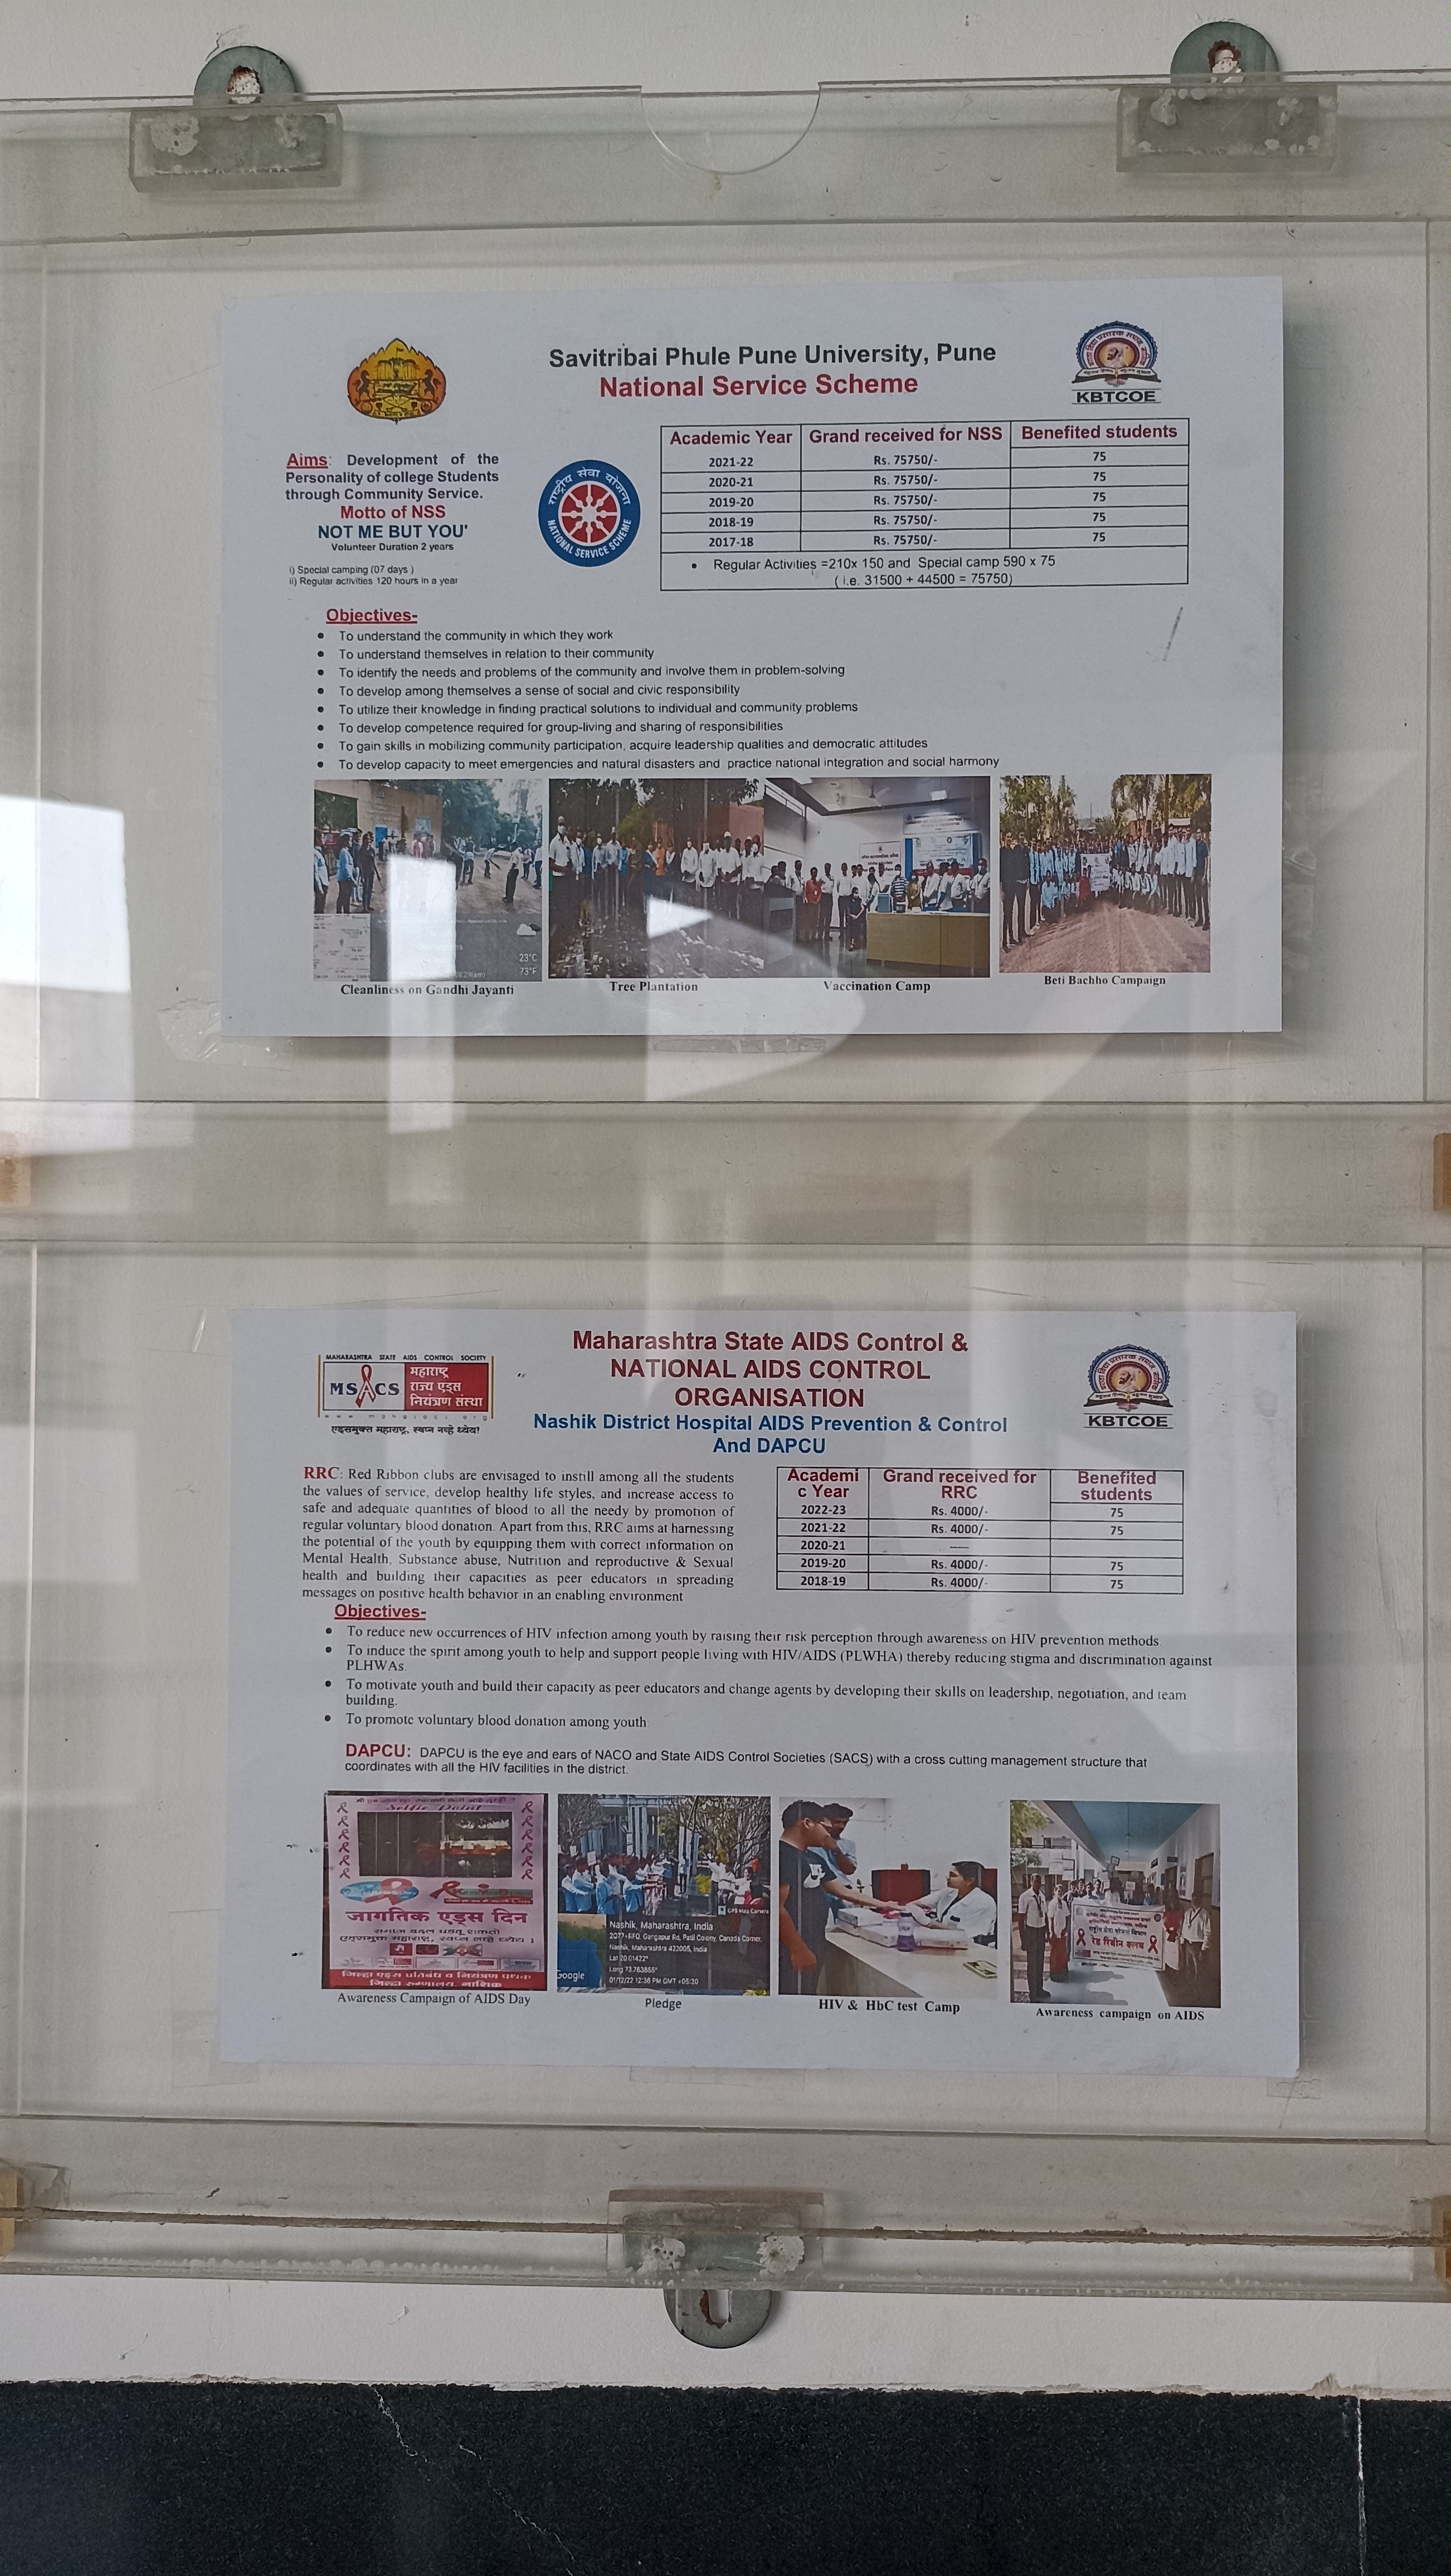 Savitribai Phule Pune University, Pune
National Service Scheme
KBTCOE
Aims: Development of the
Personality of college Students
through Community Service.
Motto of NSS
NOT ME BUT YOU'
Volunteer Duration 2 years
i) Special camping (07 days )
ii) Regular activities 120 hours in a year
राष्ट्रीय सेवा योजना
NATIONAL SERVICE SCHEME
Academic Year Grand received for NSS Benefited students
2021-22 Rs. 75750/- 75
2020-21 Rs. 75750/- 75
2019-20 Rs. 75750/- 75
2018-19 Rs. 75750/- 75
2017-18 Rs. 75750/- 75
• Regular Activities =210x 150 and Special camp 590 x 75
( i.e. 31500 + 44500 = 75750)
Objectives-
• To understand the community in which they work
• To understand themselves in relation to their community
• To identify the needs and problems of the community and involve them in problem-solving
• To develop among themselves a sense of social and civic responsibility
• To utilize their knowledge in finding practical solutions to individual and community problems
• To develop competence required for group-living and sharing of responsibilities
• To gain skills in mobilizing community participation, acquire leadership qualities and democratic attitudes
• To develop capacity to meet emergencies and natural disasters and practice national integration and social harmony
23°C
73°F
Cleanliness on Gandhi Jayanti
Tree Plantation
Vaccination Camp
Beti Bachho Campaign
MAHARASHTRA STATE AIDS CONTROL SOCIETY
MSACS
महाराष्ट्र
राज्य एड्स
नियंत्रण संस्था
एड्समुक्त महाराष्ट्र, स्वप्न नव्हे ध्येय!
Maharashtra State AIDS Control &
NATIONAL AIDS CONTROL
ORGANISATION
Nashik District Hospital AIDS Prevention & Control
And DAPCU
KBTCOE
RRC: Red Ribbon clubs are envisaged to instill among all the students
the values of service, develop healthy life styles, and increase access to
safe and adequate quantities of blood to all the needy by promotion of
regular voluntary blood donation. Apart from this, RRC aims at harnessing
the potential of the youth by equipping them with correct information on
Mental Health, Substance abuse, Nutrition and reproductive & Sexual
health and building their capacities as peer educators in spreading
messages on positive health behavior in an enabling environment
Academi Grand received for Benefited
c Year RRC students
2022-23 Rs. 4000/- 75
2021-22 Rs. 4000/- 75
2020-21 ----
2019-20 Rs. 4000/- 75
2018-19 Rs. 4000/- 75
Objectives-
• To reduce new occurrences of HIV infection among youth by raising their risk perception through awareness on HIV prevention methods
• To induce the spirit among youth to help and support people living with HIV/AIDS (PLWHA) thereby reducing stigma and discrimination against
PLHWAs.
• To motivate youth and build their capacity as peer educators and change agents by developing their skills on leadership, negotiation, and team
building.
• To promote voluntary blood donation among youth
DAPCU: DAPCU is the eye and ears of NACO and State AIDS Control Societies (SACS) with a cross cutting management structure that
coordinates with all the HIV facilities in the district.
Selfie Point
जागतिक एड्स दिन
जिल्हा रुग्णालय, नाशिक
Awareness Campaign of AIDS Day
GPS Map Camera
Nashik, Maharashtra, India
2Q77+RFQ, Gangapur Rd, Patil Colony, Canada Corner,
Nashik, Maharashtra 422005, India
Lat 20.01422°
Long 73.763865°
01/12/22 12:36 PM GMT +05:30
Google
Pledge
HIV & HbC test Camp
रेड रिबीन क्लब
Awareness campaign on AIDS